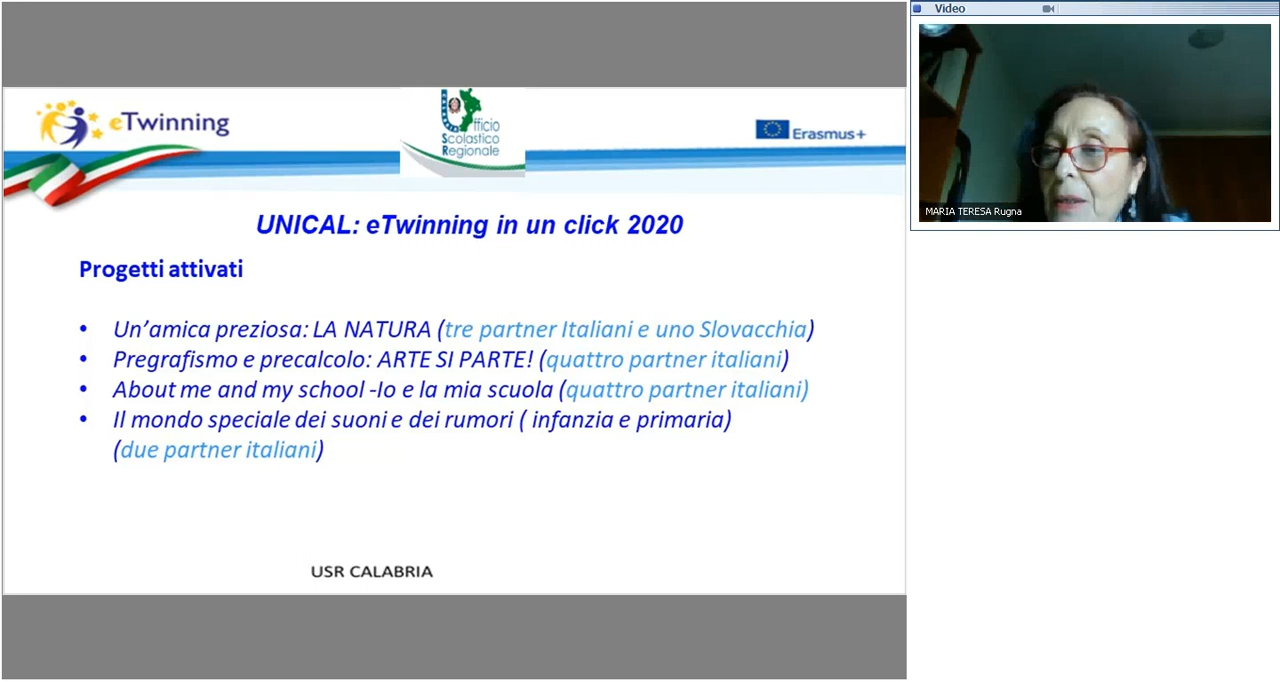 Video
eTwinning
Ufficio
Scolastico
Regionale
Erasmus+
MARIA TERESA Rugna
UNICAL: eTwinning in un click 2020
Progetti attivati
• Un'amica preziosa: LA NATURA (tre partner Italiani e uno Slovacchia)
• Pregrafismo e precalcolo: ARTE SI PARTE! (quattro partner italiani)
• About me and my school -Io e la mia scuola (quattro partner italiani)
• Il mondo speciale dei suoni e dei rumori ( infanzia e primaria)
(due partner italiani)
USR CALABRIA